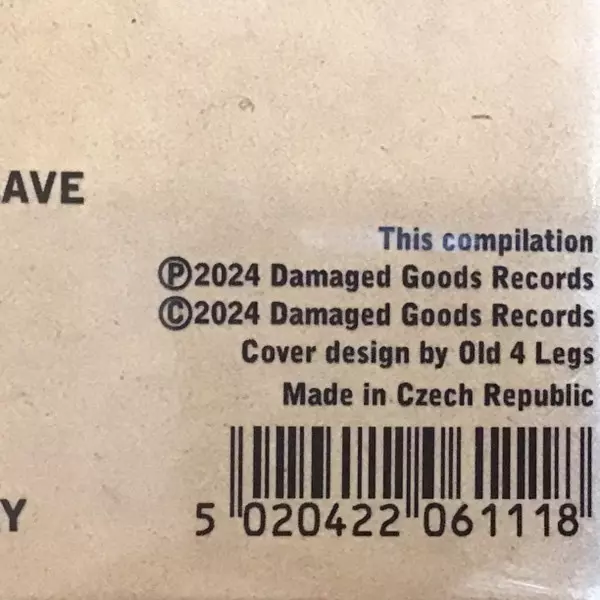 AVE
This compilation
Ⓟ2024 Damaged Goods Records
©2024 Damaged Goods Records
Cover design by Old 4 Legs
Made in Czech Republic
Y
5 020422 061118